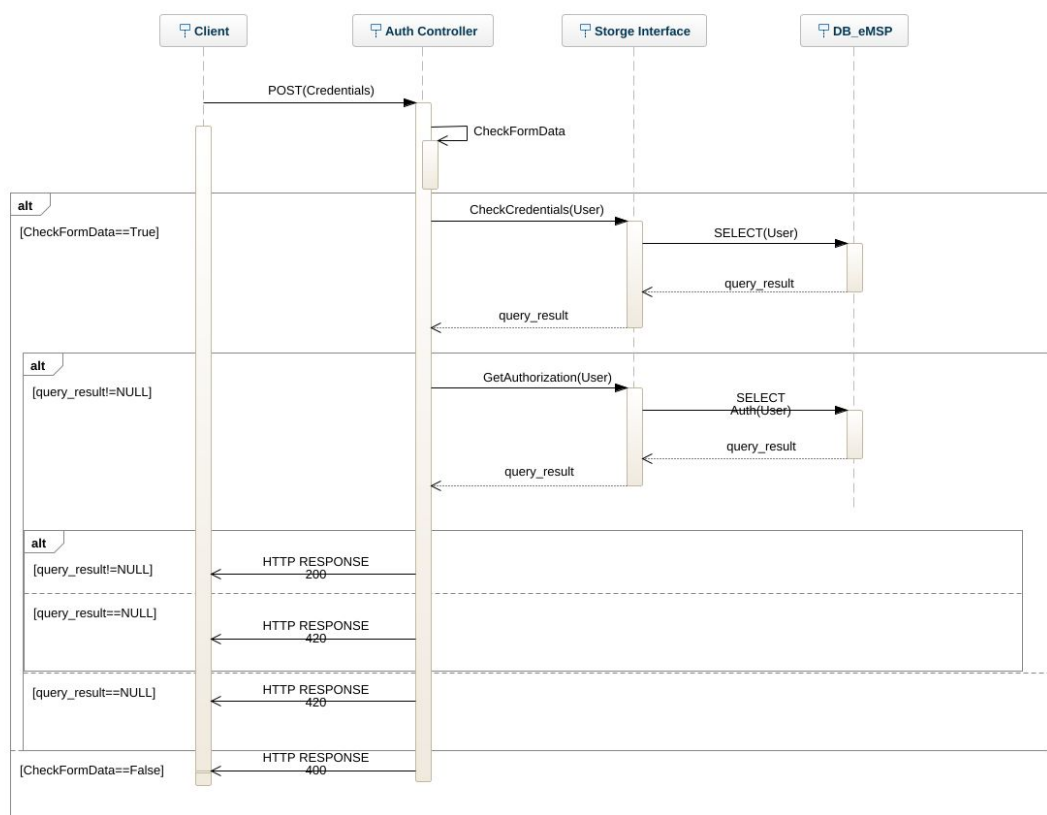 Client
Auth Controller
Storge Interface
DB_eMSP
POST(Credentials)
CheckFormData
alt
CheckCredentials(User)
[CheckFormData==True]
SELECT(User)
query_result
query_result
alt
GetAuthorization(User)
[query_result!=NULL]
SELECT
Auth(User)
query_result
query_result
alt
HTTP RESPONSE
[query_result!=NULL]
200
[query_result==NULL]
HTTP RESPONSE
420
[query_result==NULL]
HTTP RESPONSE
420
HTTP RESPONSE
[CheckFormData==False]
400